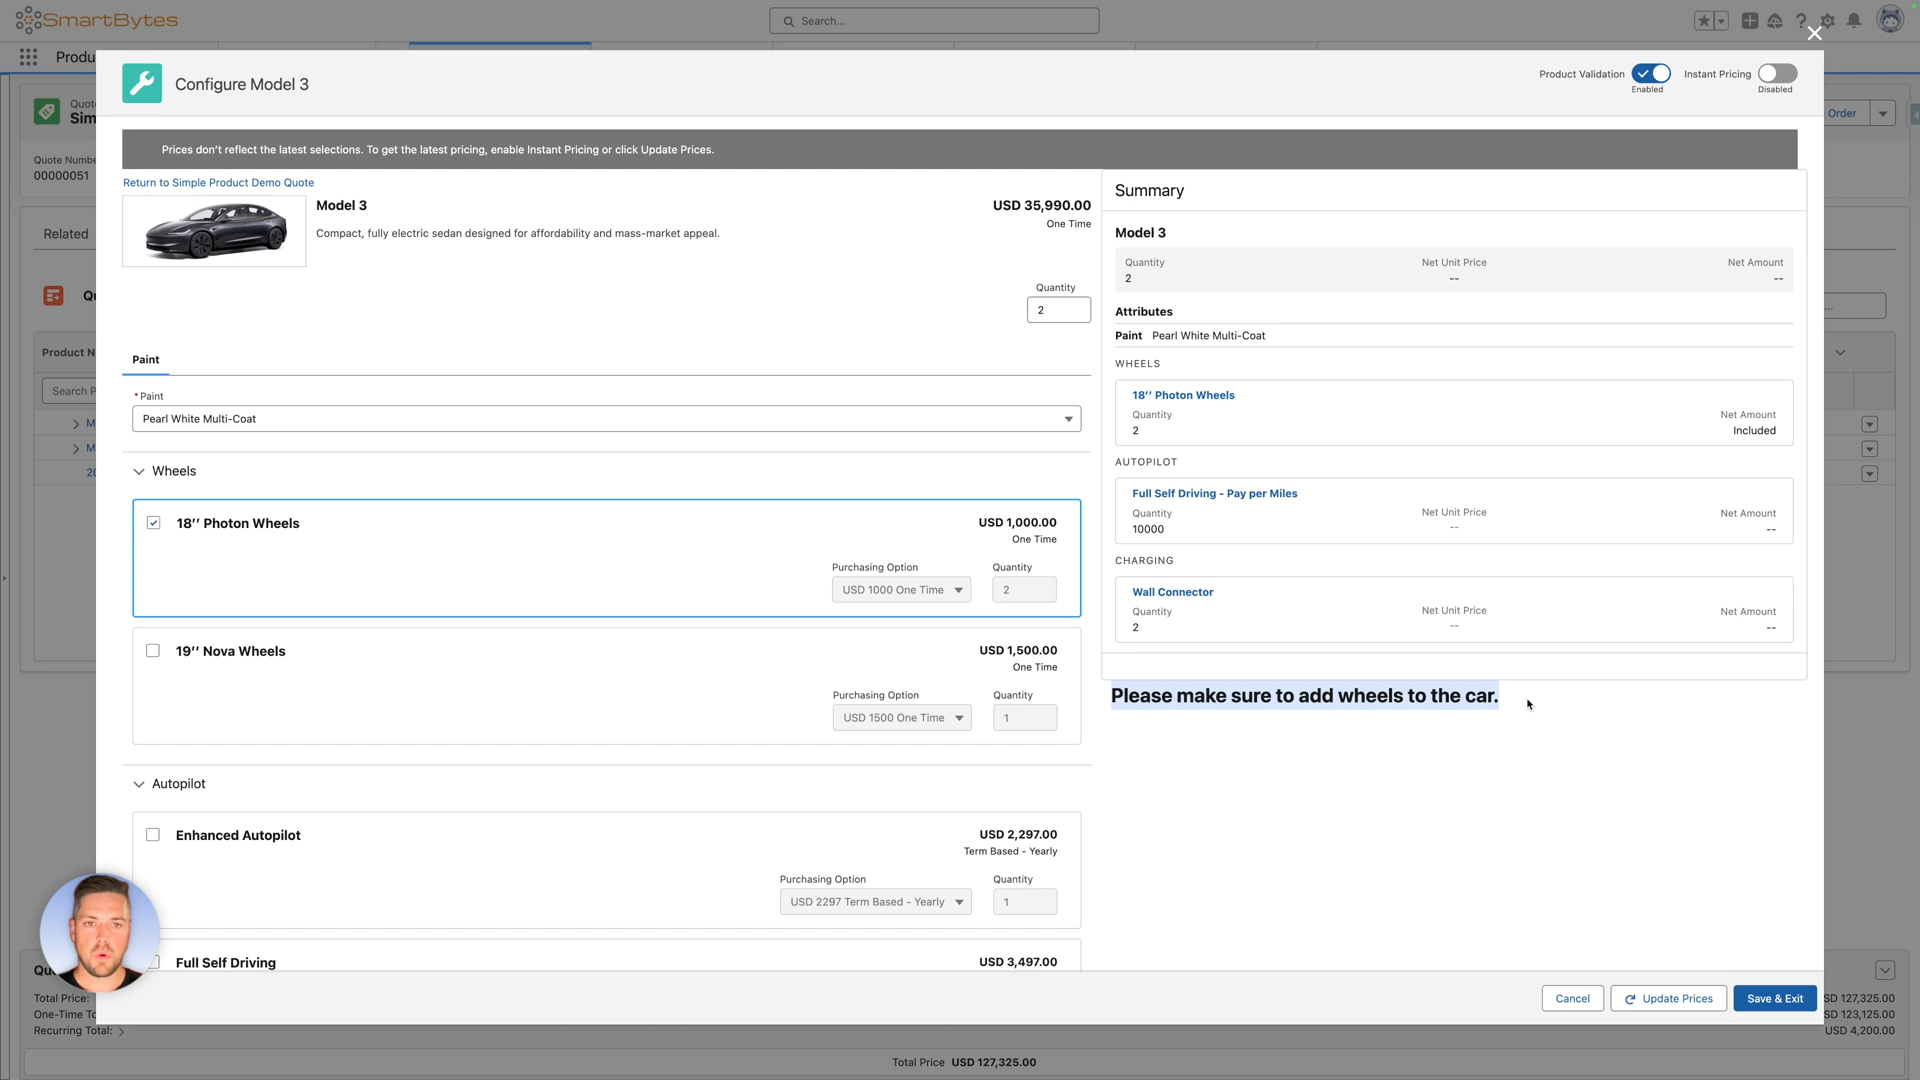 SmartBytes
Search...
Produ
Configure Model 3
Product Validation
Enabled
Instant Pricing
Disabled
Quot
Sim
Order
Quote Numbe
00000051
Prices don't reflect the latest selections. To get the latest pricing, enable Instant Pricing or click Update Prices.
Return to Simple Product Demo Quote
Model 3
USD 35,990.00
One Time
Compact, fully electric sedan designed for affordability and mass-market appeal.
Quantity
2
Related
Qu
Product N
Search P
M
M
20
Paint
* Paint
Pearl White Multi-Coat
Wheels
18’’ Photon Wheels
USD 1,000.00
One Time
Purchasing Option
Quantity
USD 1000 One Time
2
19’’ Nova Wheels
USD 1,500.00
One Time
Purchasing Option
Quantity
USD 1500 One Time
1
Autopilot
Enhanced Autopilot
USD 2,297.00
Term Based - Yearly
Purchasing Option
Quantity
USD 2297 Term Based - Yearly
1
Full Self Driving
USD 3,497.00
Summary
Model 3
Quantity
Net Unit Price
Net Amount
2
--
--
Attributes
Paint Pearl White Multi-Coat
WHEELS
18’’ Photon Wheels
Quantity
Net Amount
2
Included
AUTOPILOT
Full Self Driving - Pay per Miles
Quantity
Net Unit Price
Net Amount
10000
--
--
CHARGING
Wall Connector
Quantity
Net Unit Price
Net Amount
2
--
--
Please make sure to add wheels to the car.
Cancel
Update Prices
Save & Exit
Qu
Total Price:
SD 127,325.00
One-Time To
SD 123,125.00
Recurring Total:
USD 4,200.00
Total Price USD 127,325.00